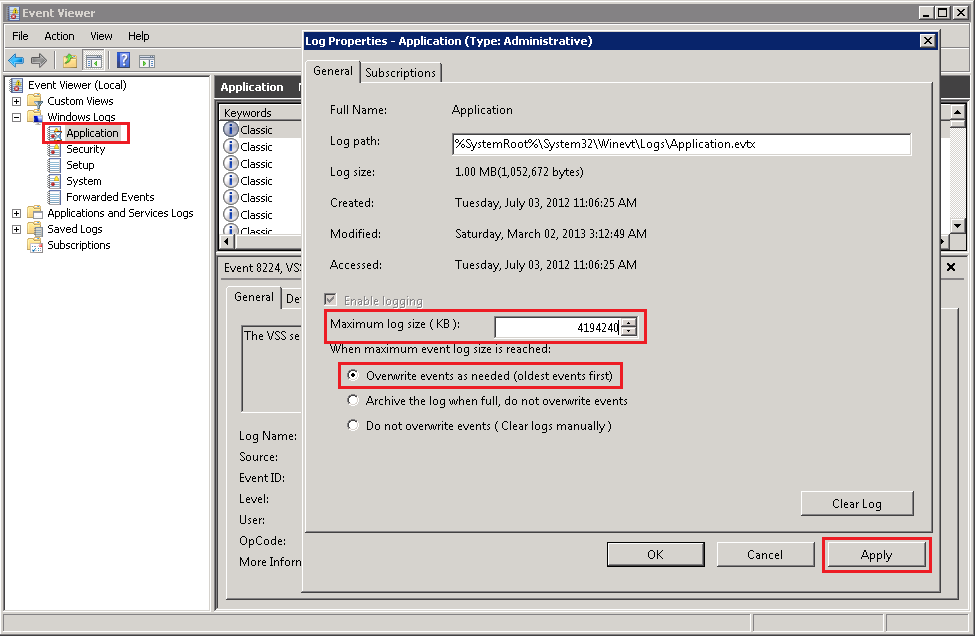 Event Viewer
File Action View Help
Event Viewer (Local)
Custom Views
Windows Logs
Application
Security
Setup
System
Forwarded Events
Applications and Services Logs
Saved Logs
Subscriptions
Application
Keywords
Classic
Classic
Classic
Classic
Classic
Classic
Classic
Event 8224, VSS
General
The VSS se
Log Name:
Source:
Event ID:
Level:
User:
OpCode:
More Inform
Log Properties - Application (Type: Administrative)
General Subscriptions
Full Name: Application
Log path: %SystemRoot%\System32\Winevt\Logs\Application.evtx
Log size: 1.00 MB(1,052,672 bytes)
Created: Tuesday, July 03, 2012 11:06:25 AM
Modified: Saturday, March 02, 2013 3:12:49 AM
Accessed: Tuesday, July 03, 2012 11:06:25 AM
Enable logging
Maximum log size ( KB ): 4194240
When maximum event log size is reached:
Overwrite events as needed (oldest events first)
Archive the log when full, do not overwrite events
Do not overwrite events ( Clear logs manually )
Clear Log
OK Cancel Apply